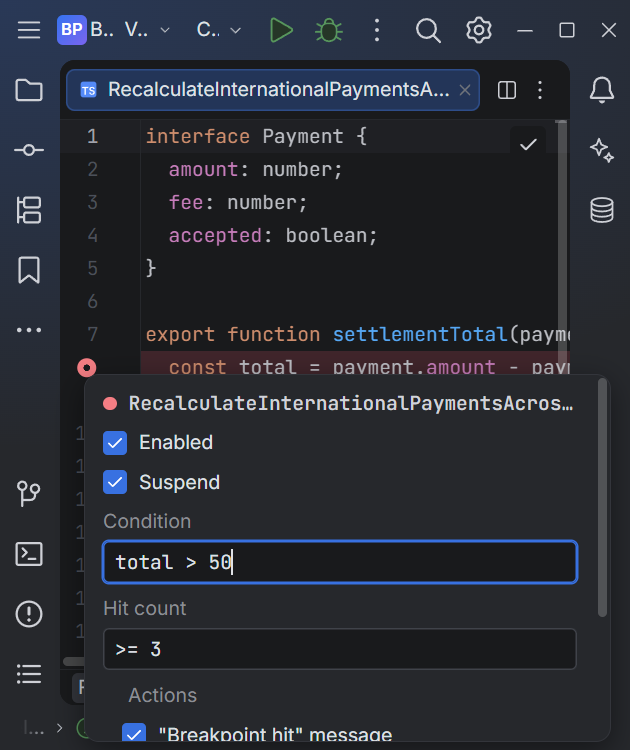 BP B.. V.. C..
TS RecalculateInternationalPaymentsA...
1 interface Payment {
2 amount: number;
3 fee: number;
4 accepted: boolean;
5 }
6
7 export function settlementTotal(payme
const total = payment.amount - paym
RecalculateInternationalPaymentsAcros...
Enabled
Suspend
Condition
total > 50
Hit count
>= 3
Actions
"Breakpoint hit" message